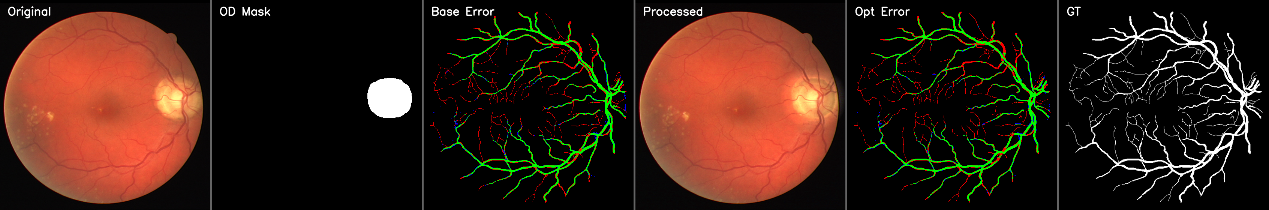 Original
OD Mask
Base Error
Processed
Opt Error
GT